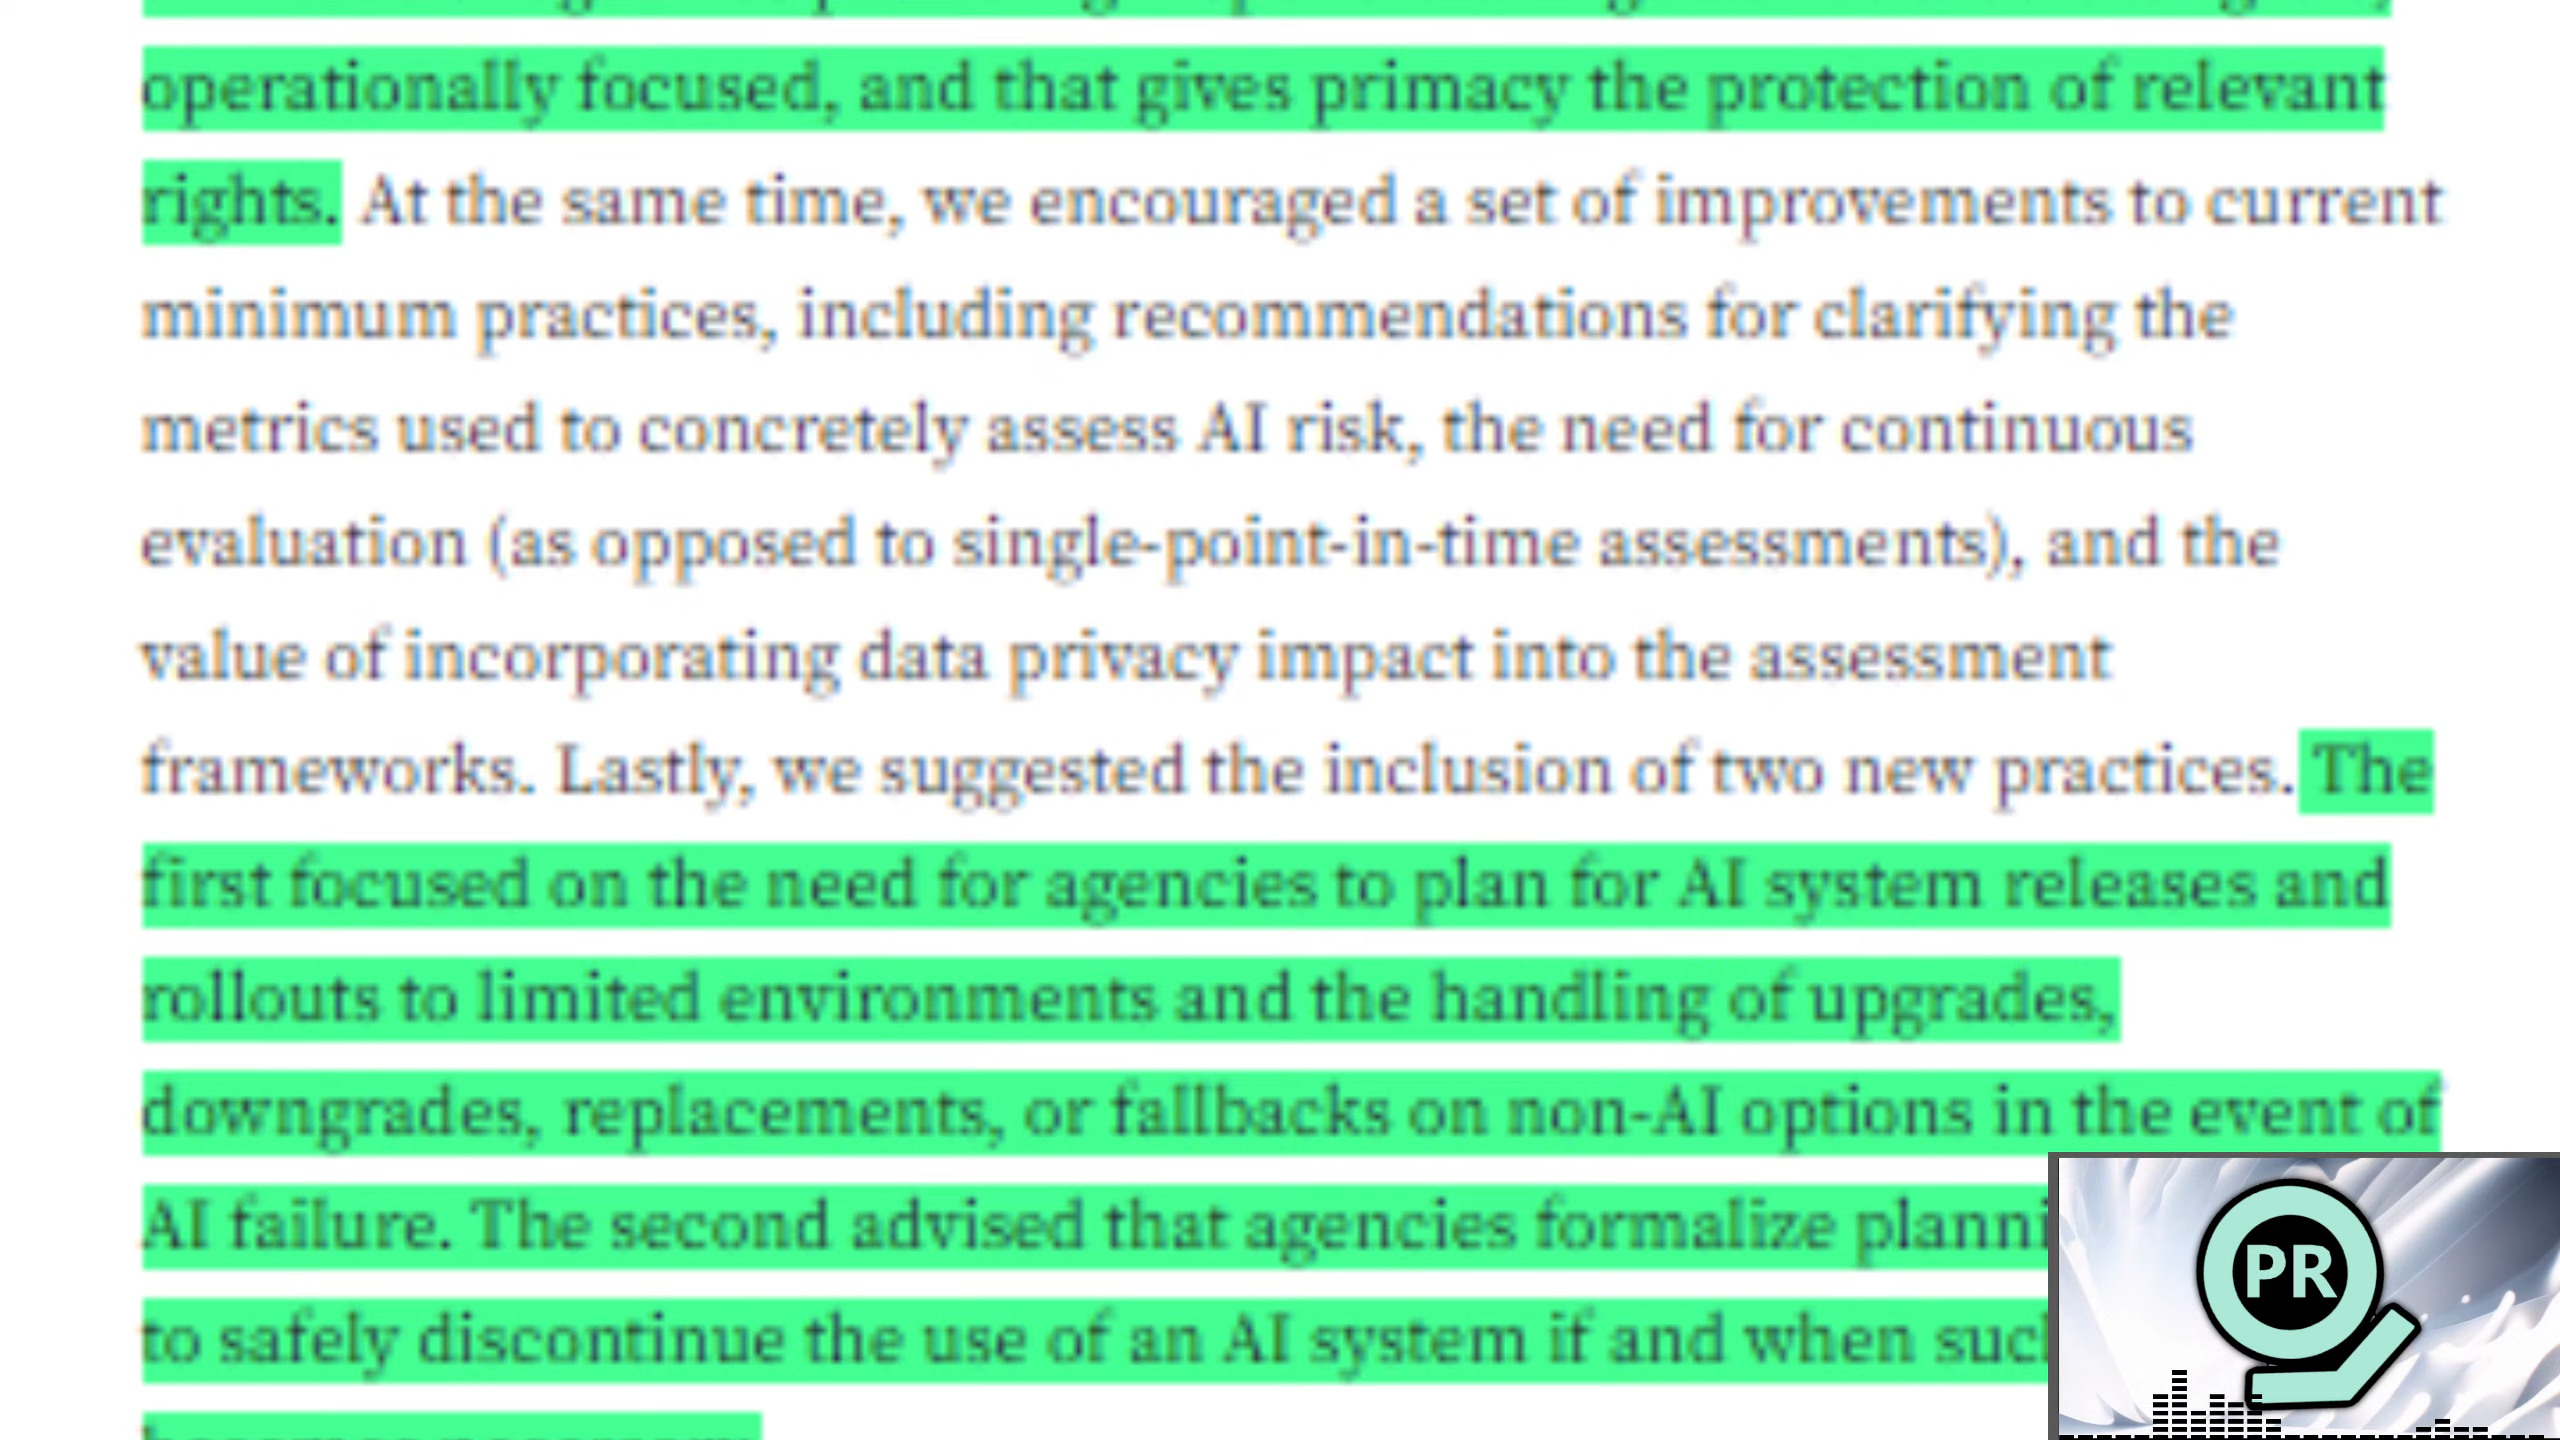 operationally focused, and that gives primacy the protection of relevant
rights. At the same time, we encouraged a set of improvements to current
minimum practices, including recommendations for clarifying the
metrics used to concretely assess AI risk, the need for continuous
evaluation (as opposed to single-point-in-time assessments), and the
value of incorporating data privacy impact into the assessment
frameworks. Lastly, we suggested the inclusion of two new practices. The
first focused on the need for agencies to plan for AI system releases and
rollouts to limited environments and the handling of upgrades,
downgrades, replacements, or fallbacks on non-AI options in the event of
AI failure. The second advised that agencies formalize planni
to safely discontinue the use of an AI system if and when such
PR